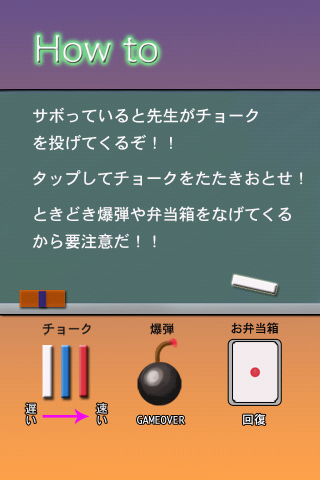 How to
サボっていると先生がチョーク
を投げてくるぞ！！
タップしてチョークをたたきおとせ！
ときどき爆弾や弁当箱をなげてくる
から要注意だ！！
チョーク 爆弾 お弁当箱
遅い 速い GAMEOVER 回復